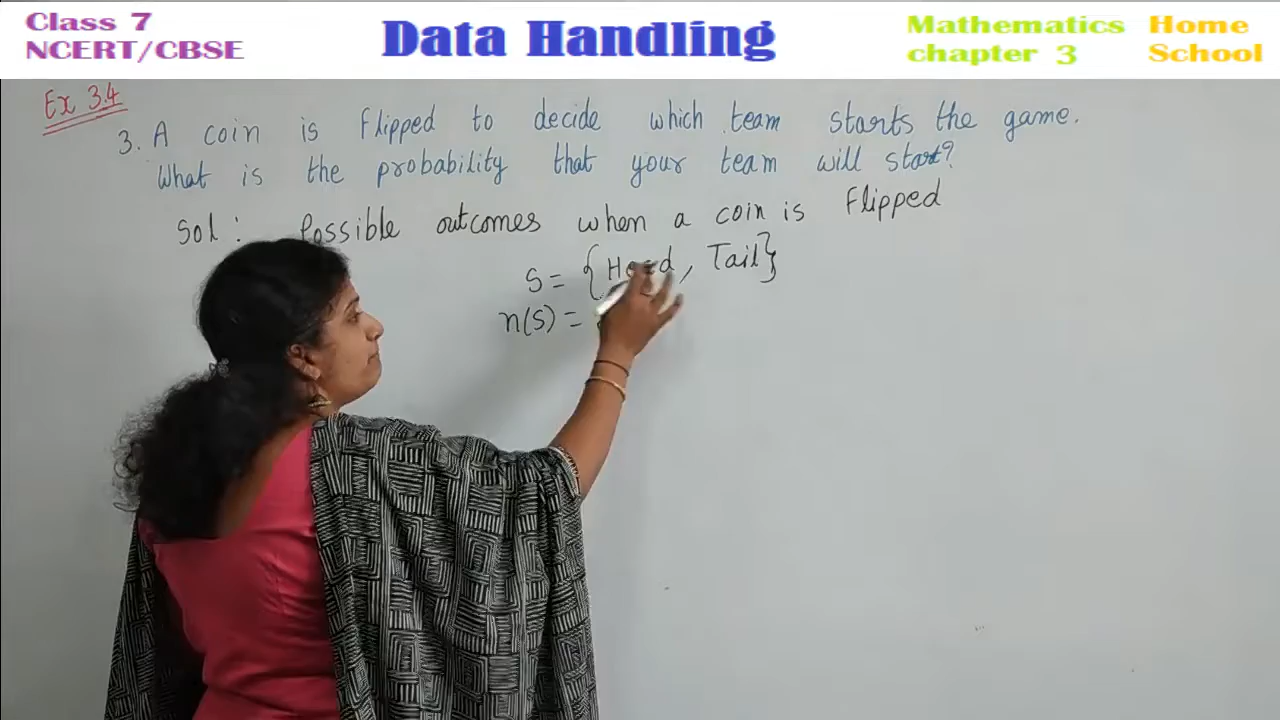 Class 7
NCERT/CBSE
Data Handling
Mathematics
chapter 3
Home
School
Ex 3.4
3. A coin is Flipped to decide which team starts the game.
What is the probability that your team will start?
Sol : Possible outcomes when a coin is Flipped
S = {Head, Tail}
n(S) =